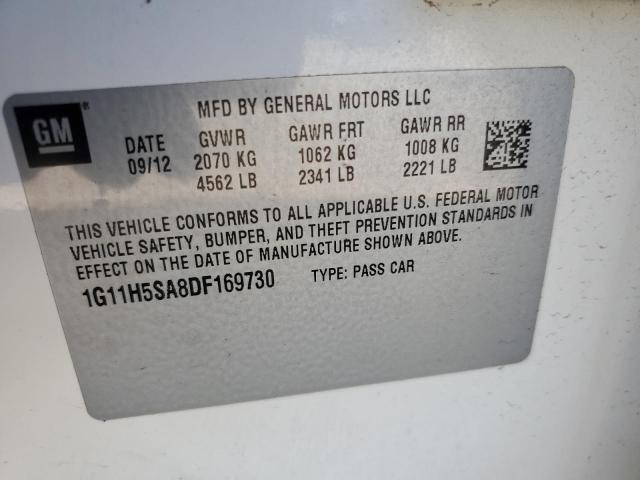 GM®
MFD BY GENERAL MOTORS LLC
DATE GVWR GAWR FRT GAWR RR
09/12 2070 KG 1062 KG 1008 KG
4562 LB 2341 LB 2221 LB
THIS VEHICLE CONFORMS TO ALL APPLICABLE U.S. FEDERAL MOTOR
VEHICLE SAFETY, BUMPER, AND THEFT PREVENTION STANDARDS IN
EFFECT ON THE DATE OF MANUFACTURE SHOWN ABOVE.
1G11H5SA8DF169730 TYPE: PASS CAR